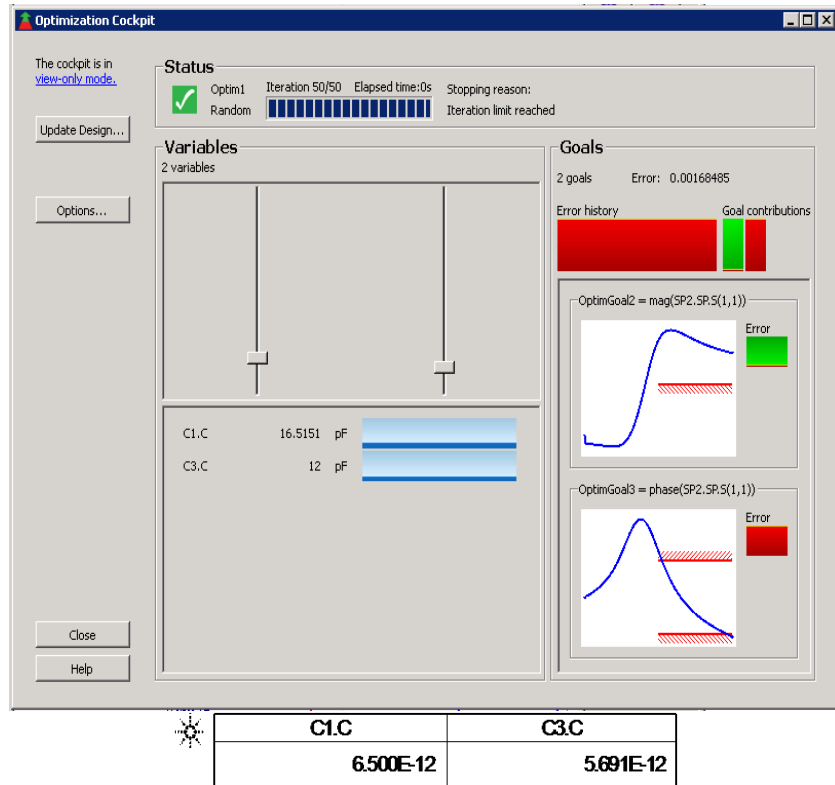 Optimization Cockpit
The cockpit is in
view-only mode.
Update Design...
Options...
Close
Help
Status
Optim1
Random
Iteration 50/50 Elapsed time:0s
Stopping reason:
Iteration limit reached
Variables
2 variables
C1.C 16.5151 pF
C3.C 12 pF
Goals
2 goals Error: 0.00168485
Error history Goal contributions
OptimGoal2 = mag(SP2.SP.S(1,1))
Error
OptimGoal3 = phase(SP2.SP.S(1,1))
Error
C1.C C3.C
6.500E-12 5.691E-12